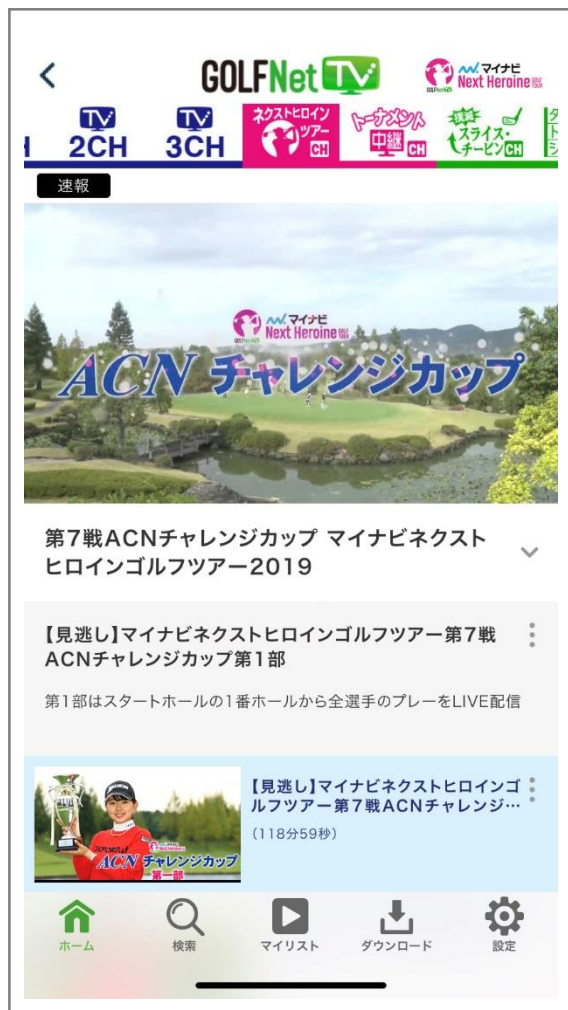 GOLFNet TV
マイナビ
Next Heroine
TV
2CH
TV
3CH
ネクストヒロイン
ツアー
CH
トーナメント
中継 CH
スライス・
チーピン CH
速報
マイナビ
Next Heroine
ACN チャレンジカップ
第7戦ACNチャレンジカップ マイナビネクスト
ヒロインゴルフツアー2019
【見逃し】マイナビネクストヒロインゴルフツアー第7戦
ACNチャレンジカップ第1部
第1部はスタートホールの1番ホールから全選手のプレーをLIVE配信
ACN チャレンジカップ
第一部
【見逃し】マイナビネクストヒロインゴ
ルフツアー第7戦ACNチャレンジ…
(118分59秒)
ホーム
検索
マイリスト
ダウンロード
設定